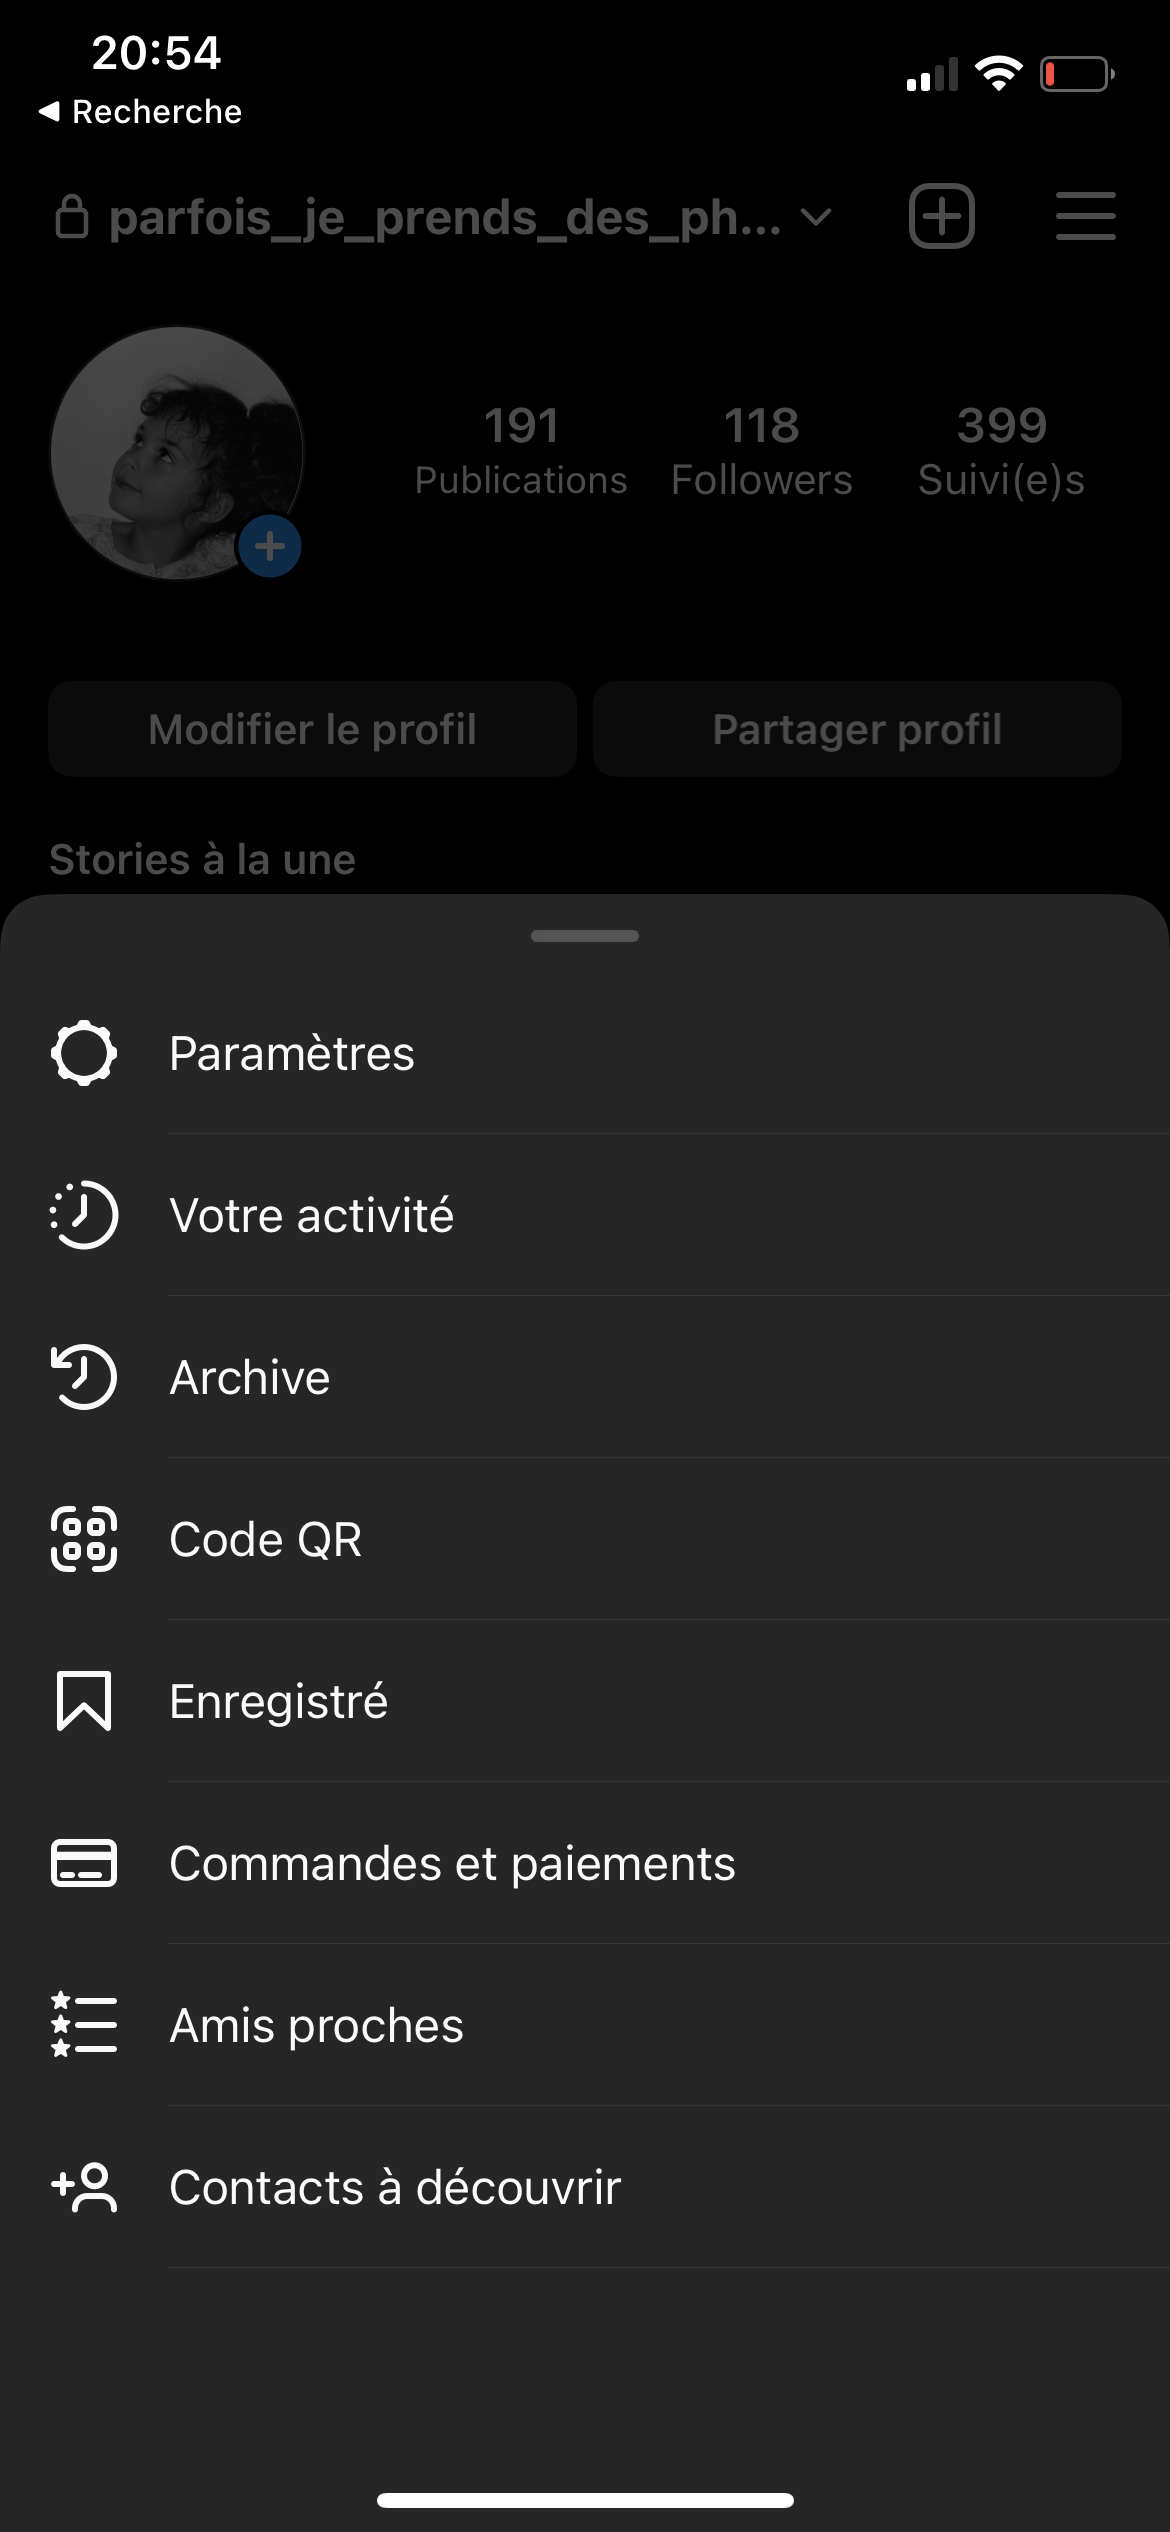 20:54
Recherche
parfois_je_prends_des_ph...
191 118 399
Publications Followers Suivi(e)s
Modifier le profil Partager profil
Stories à la une
Paramètres
Votre activité
Archive
Code QR
Enregistré
Commandes et paiements
Amis proches
Contacts à découvrir